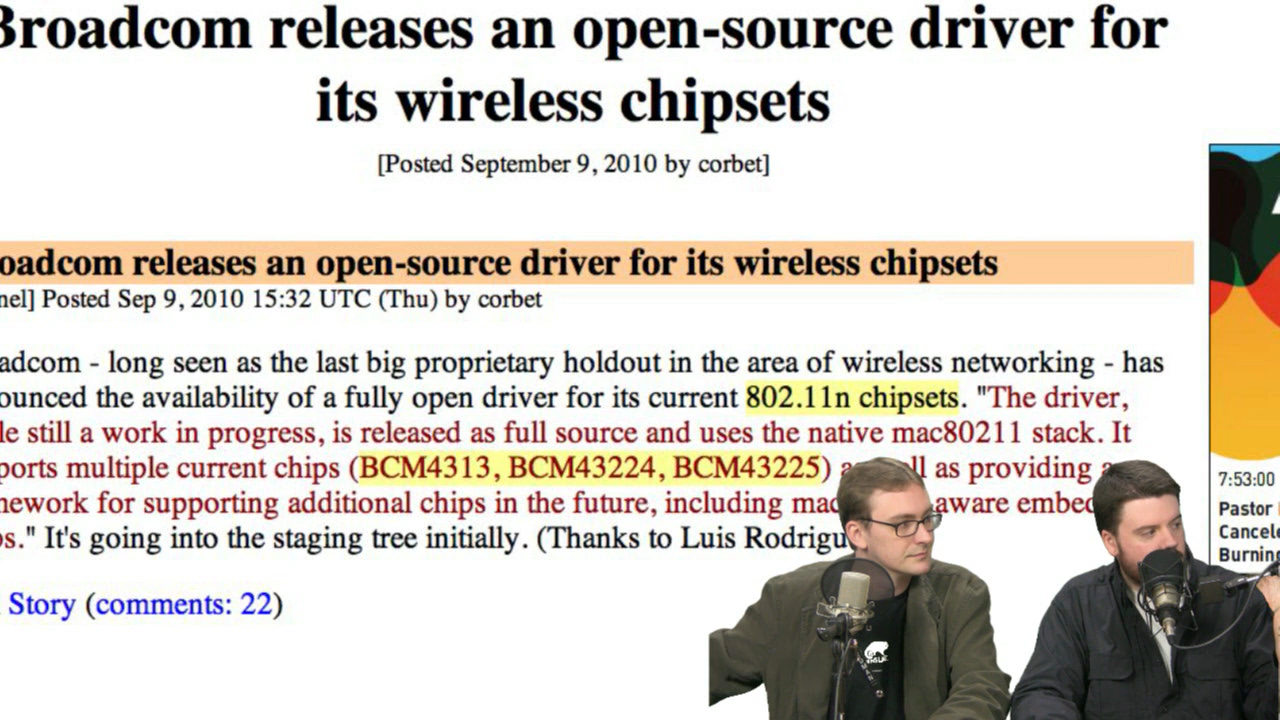 Broadcom releases an open-source driver for
its wireless chipsets
[Posted September 9, 2010 by corbet]
oadcom releases an open-source driver for its wireless chipsets
nel] Posted Sep 9, 2010 15:32 UTC (Thu) by corbet
adcom - long seen as the last big proprietary holdout in the area of wireless networking - has
ounced the availability of a fully open driver for its current 802.11n chipsets. "The driver,
le still a work in progress, is released as full source and uses the native mac80211 stack. It
ports multiple current chips (BCM4313, BCM43224, BCM43225) as well as providing a
nework for supporting additional chips in the future, including mac aware embed
os." It's going into the staging tree initially. (Thanks to Luis Rodrigu
Story (comments: 22)
7:53:00
Pastor
Cancele
Burning